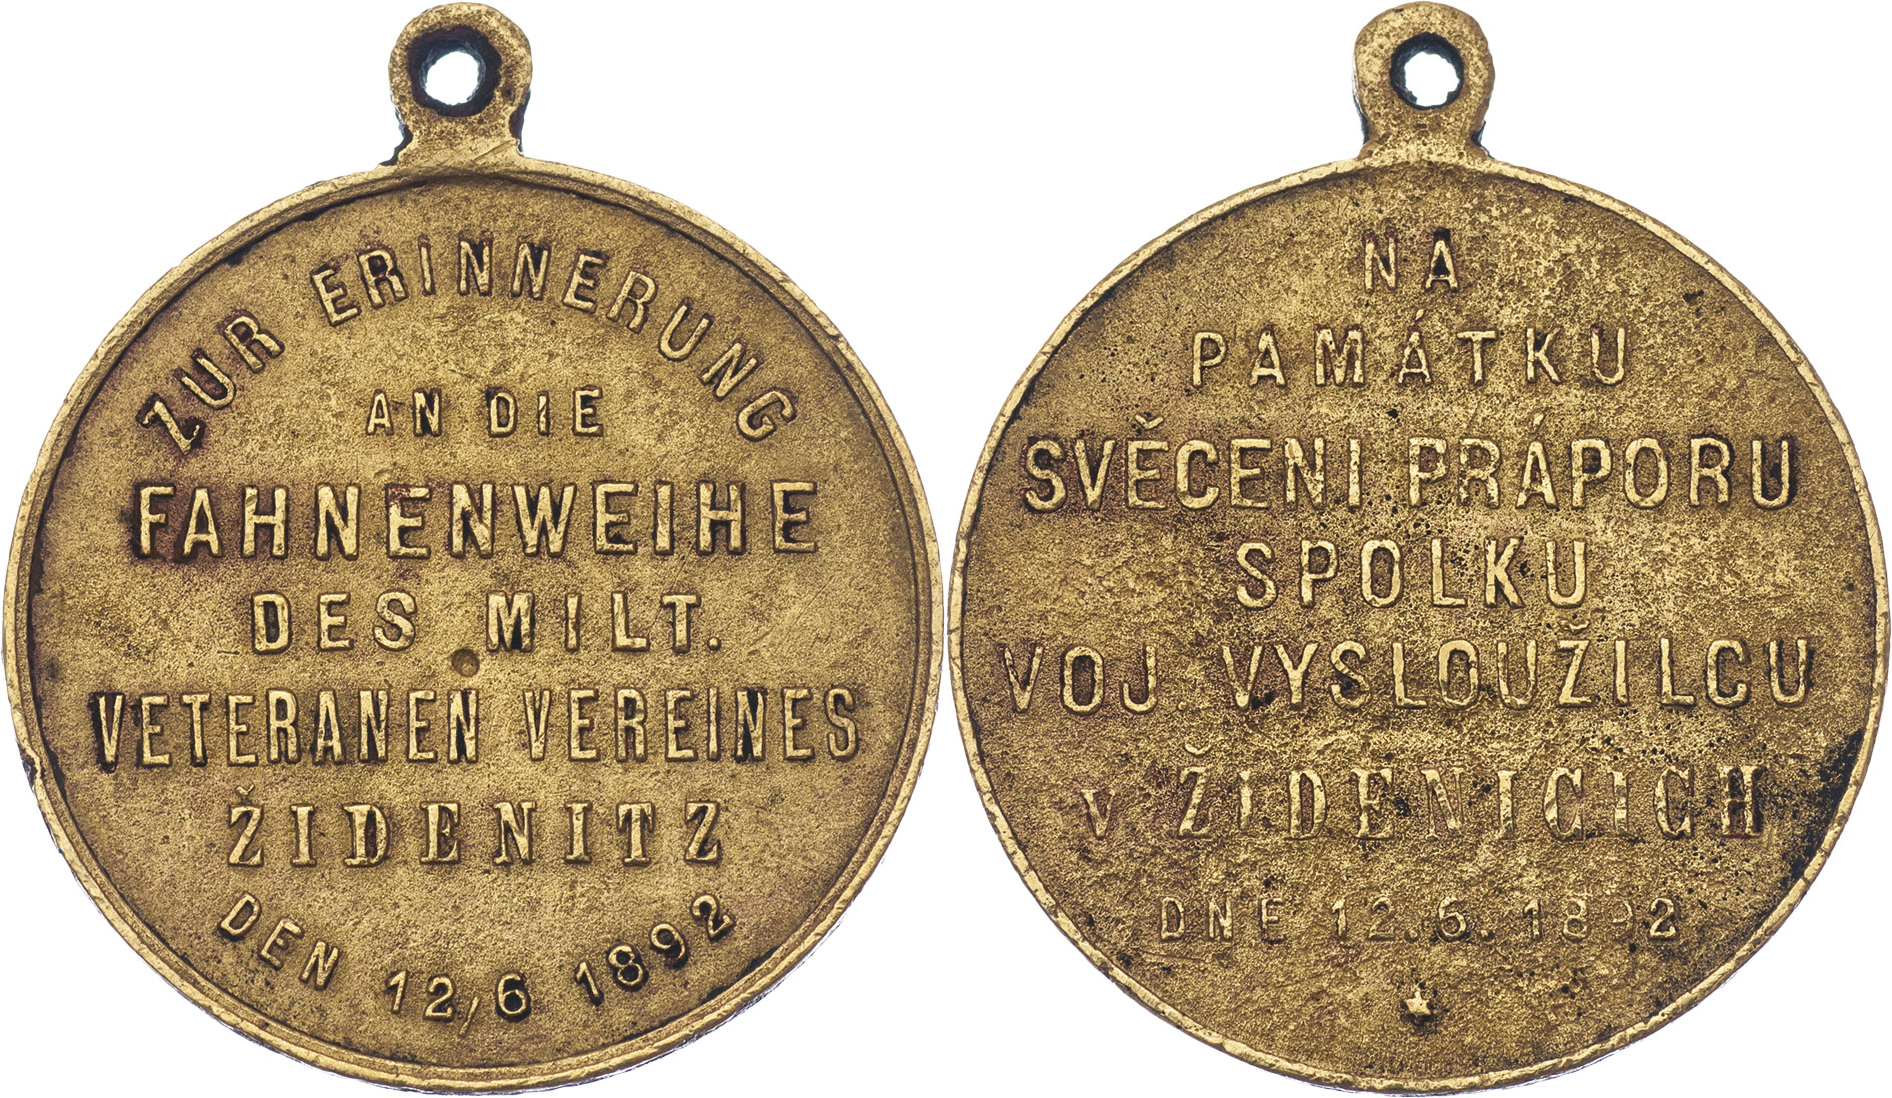 ZUR ERINNERUNG
AN DIE
FAHNENWEIHE
DES MILT.
VETERANEN VEREINES
ŽIDENITZ
DEN 12,6 1892
NA
PAMÁTKU
SVĚCENI PRÁPORU
SPOLKU
VOJ. VYSLOUŽILCU
v ŽIDENICICH
DNE 12.6.1892